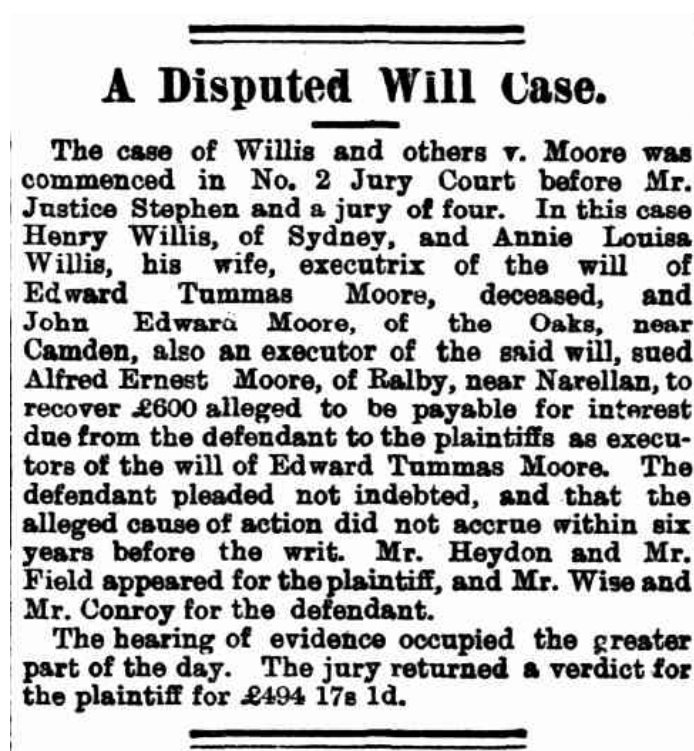 A Disputed Will Case.
The case of Willis and others v. Moore was
commenced in No. 2 Jury Court before Mr.
Justice Stephen and a jury of four. In this case
Henry Willis, of Sydney, and Annie Louisa
Willis, his wife, executrix of the will of
Edward Tummas Moore, deceased, and
John Edward Moore, of the Oaks, near
Camden, also an executor of the said will, sued
Alfred Ernest Moore, of Ralby, near Narellan, to
recover £600 alleged to be payable for interest
due from the defendant to the plaintiffs as execu-
tors of the will of Edward Tummas Moore. The
defendant pleaded not indebted, and that the
alleged cause of action did not accrue within six
years before the writ. Mr. Heydon and Mr.
Field appeared for the plaintiff, and Mr. Wise and
Mr. Conroy for the defendant.
The hearing of evidence occupied the greater
part of the day. The jury returned a verdict for
the plaintiff for £494 17s 1d.